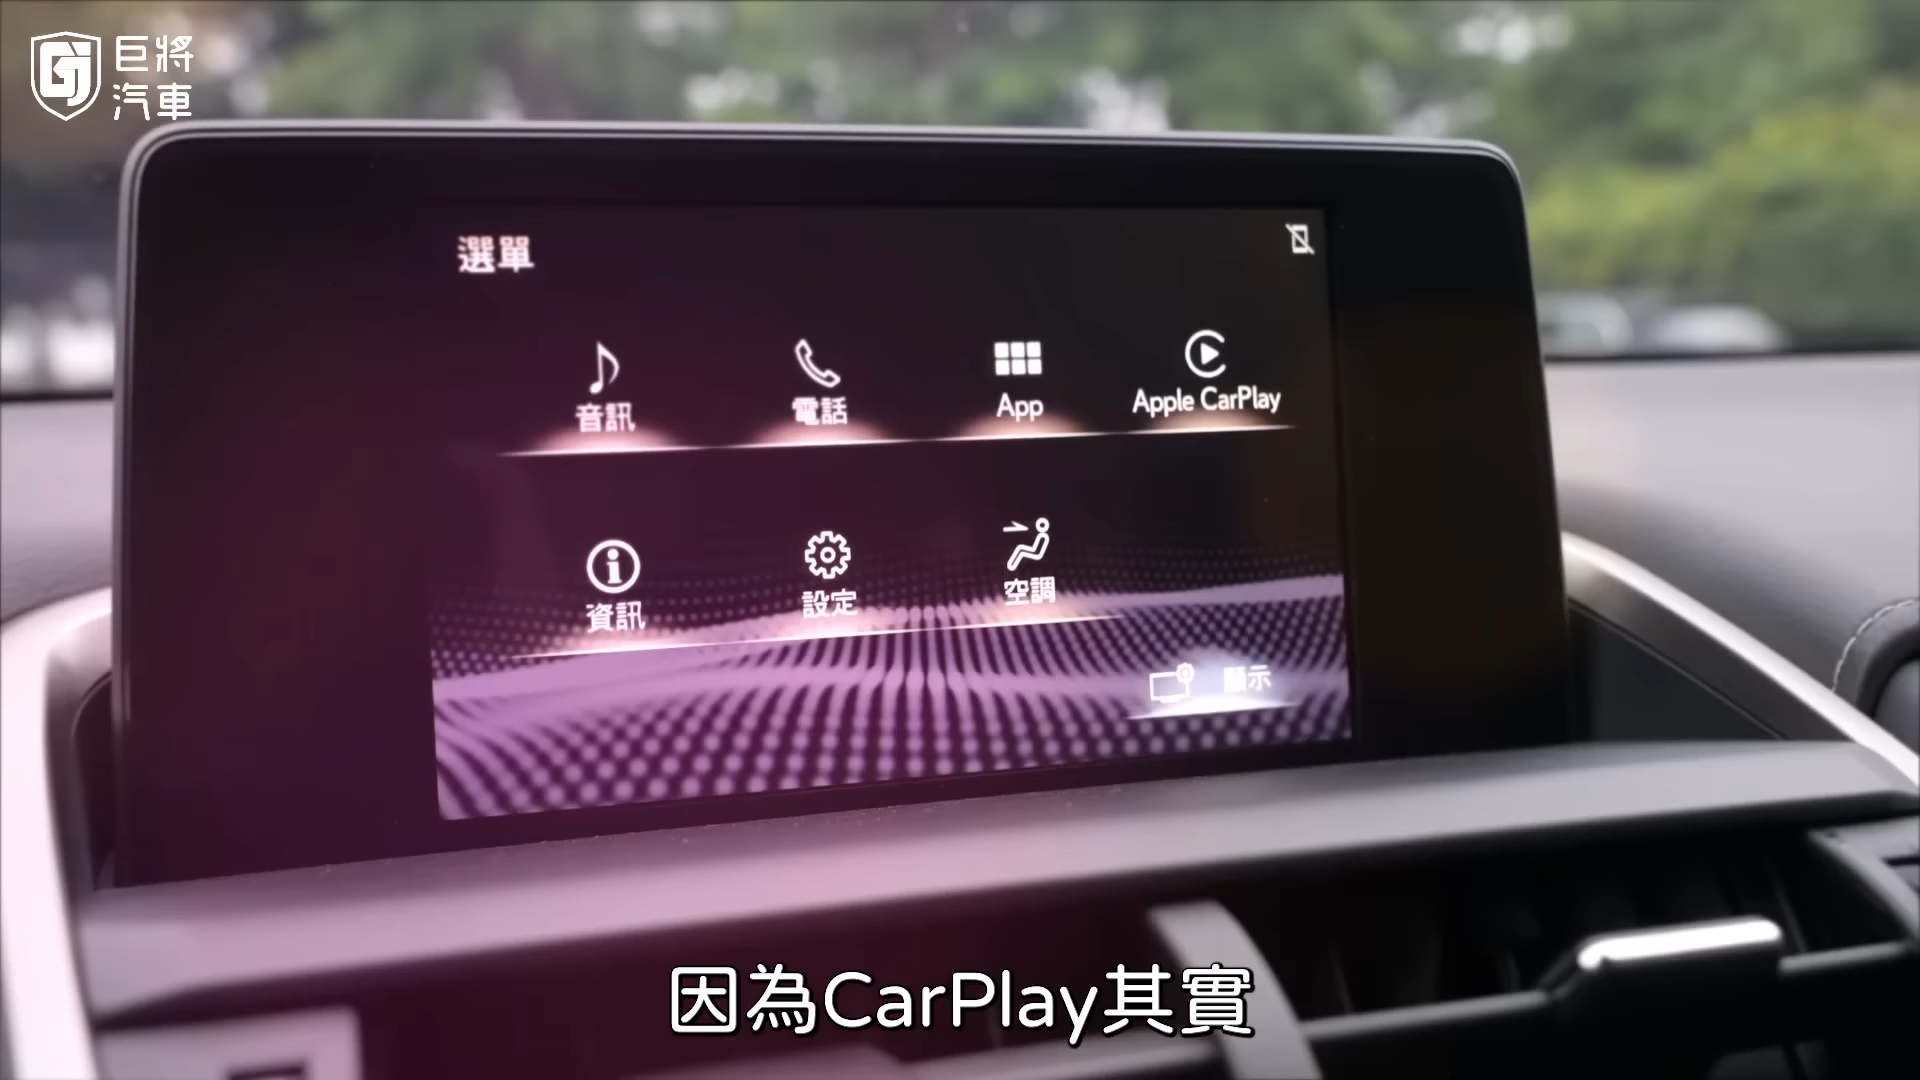 巨將
汽車
選單
音訊
電話
App
Apple CarPlay
資訊
設定
空調
顯示
因為CarPlay其實